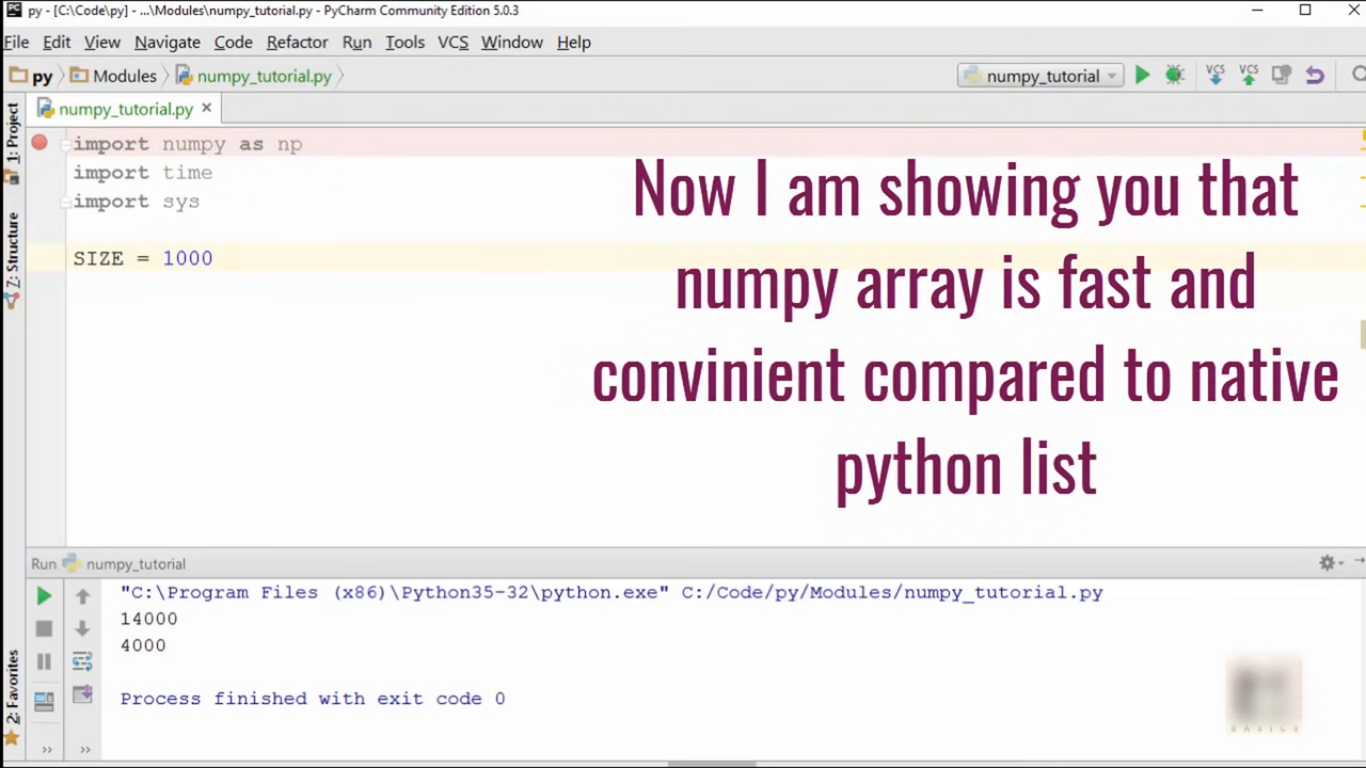 py - [C:\Code\py] - ...\Modules\numpy_tutorial.py - PyCharm Community Edition 5.0.3
File Edit View Navigate Code Refactor Run Tools VCS Window Help
py Modules numpy_tutorial.py numpy_tutorial VCS VCS
numpy_tutorial.py
1: Project
Z: Structure
import numpy as np
import time
import sys
SIZE = 1000
Now I am showing you that
numpy array is fast and
convinient compared to native
python list
Run numpy_tutorial
"C:\Program Files (x86)\Python35-32\python.exe" C:/Code/py/Modules/numpy_tutorial.py
14000
4000
Process finished with exit code 0
2: Favorites
BASICS